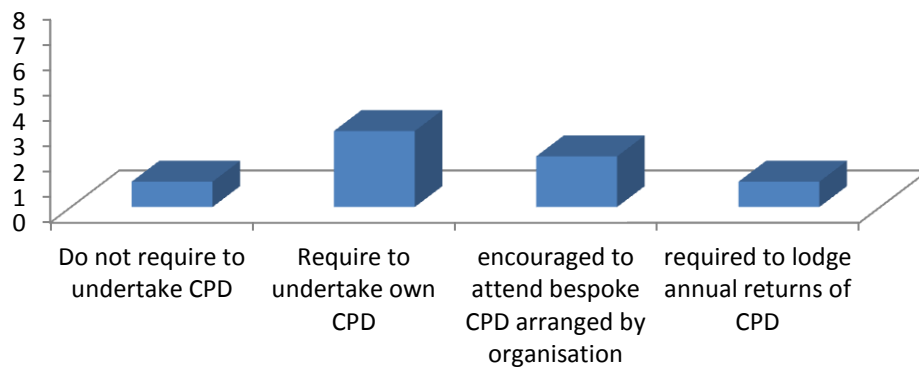 8
7
6
5
4
3
2
1
0
Do not require to
undertake CPD
Require to
undertake own
CPD
encouraged to
attend bespoke
CPD arranged by
organisation
required to lodge
annual returns of
CPD